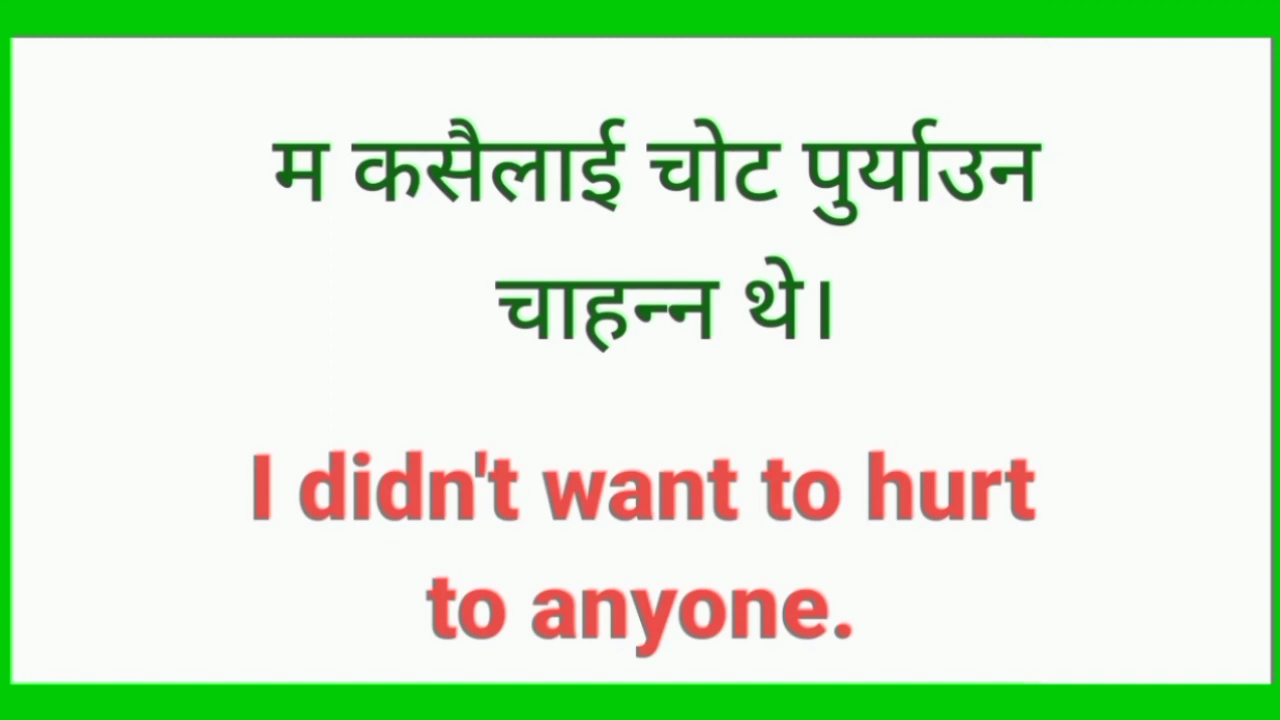 म कसैलाई चोट पुर्याउन
चाहन्न थे।
I didn't want to hurt
to anyone.